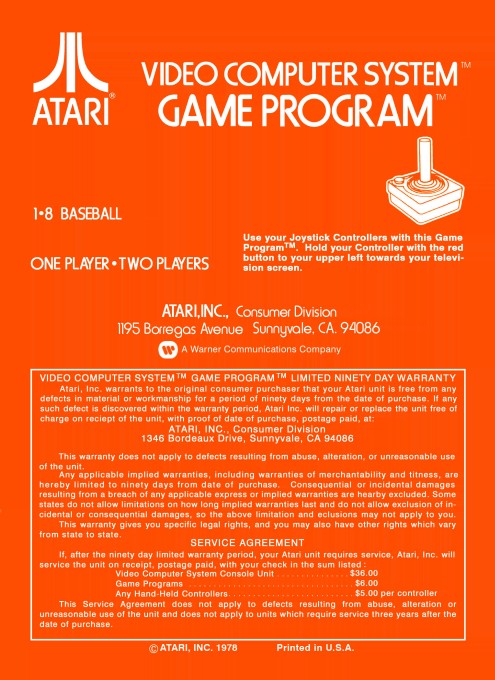 ATARI®
VIDEO COMPUTER SYSTEM™
GAME PROGRAM™
1•8 BASEBALL
ONE PLAYER•TWO PLAYERS
Use your Joystick Controllers with this Game
Program™. Hold your Controller with the red
button to your upper left towards your televi-
sion screen.
ATARI,INC., Consumer Division
1195 Borregas Avenue Sunnyvale, CA. 94086
A Warner Communications Company
VIDEO COMPUTER SYSTEM™ GAME PROGRAM™ LIMITED NINETY DAY WARRANTY
Atari, Inc. warrants to the original consumer purchaser that your Atari unit is free from any
defects in material or workmanship for a period of ninety days from the date of purchase. If any
such defect is discovered within the warranty period, Atari Inc. will repair or replace the unit free of
charge on reciept of the unit, with proof of date of purchase, postage paid, at:
ATARI, INC., Consumer Division
1346 Bordeaux Drive, Sunnyvale, CA 94086
This warranty does not apply to defects resulting from abuse, alteration, or unreasonable use
of the unit.
Any applicable implied warranties, including warranties of merchantability and titness, are
hereby limited to ninety days from date of purchase. Consequential or incidental damages
resulting from a breach of any applicable express or implied warranties are hearby excluded. Some
states do not allow limitations on how long implied warranties last and do not allow exclusion of in-
cidental or consequential damages, so the above limitation and eclusions may not apply to you.
This warranty gives you specific legal rights, and you may also have other rights which vary
from state to state.
SERVICE AGREEMENT
If, after the ninety day limited warranty period, your Atari unit requires service, Atari, Inc. will
service the unit on receipt, postage paid, with your check in the sum listed:
Video Computer System Console Unit . . . . . . . . . . . . . . . $36.00
Game Programs . . . . . . . . . . . . . . . . . . . . . . . . . . . . . . . . . $6.00
Any Hand-Held Controllers. . . . . . . . . . . . . . . . . . . . . . . . . $5.00 per controller
This Service Agreement does not apply to defects resulting from abuse, alteration or
unreasonable use of the unit and does not apply to units which require service three years after the
date of purchase.
© ATARI, INC. 1978 Printed in U.S.A.